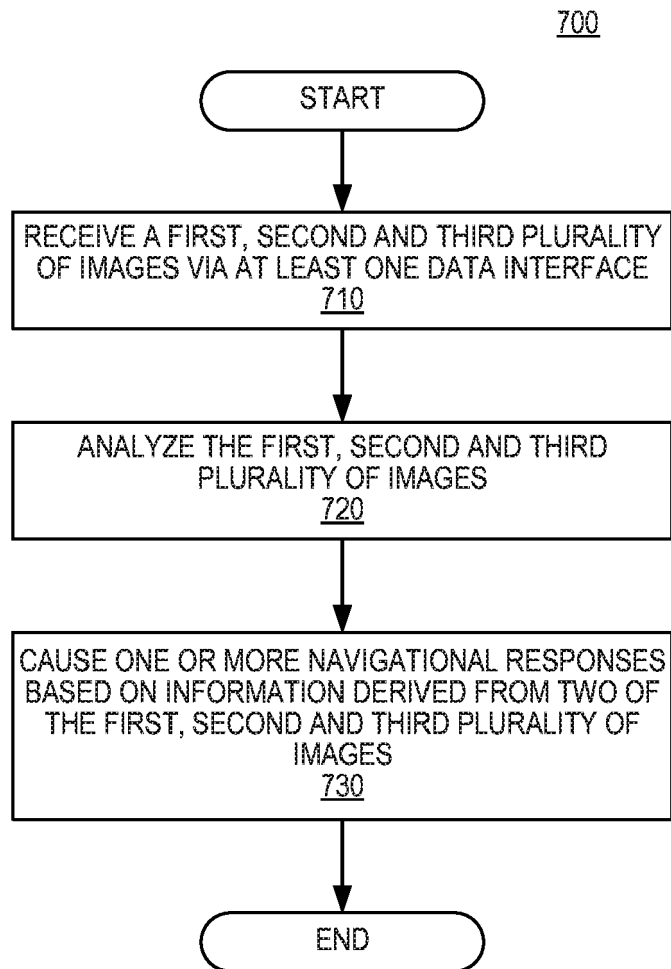 700
START
RECEIVE A FIRST, SECOND AND THIRD PLURALITY
OF IMAGES VIA AT LEAST ONE DATA INTERFACE
710
ANALYZE THE FIRST, SECOND AND THIRD
PLURALITY OF IMAGES
720
CAUSE ONE OR MORE NAVIGATIONAL RESPONSES
BASED ON INFORMATION DERIVED FROM TWO OF
THE FIRST, SECOND AND THIRD PLURALITY OF
IMAGES
730
END